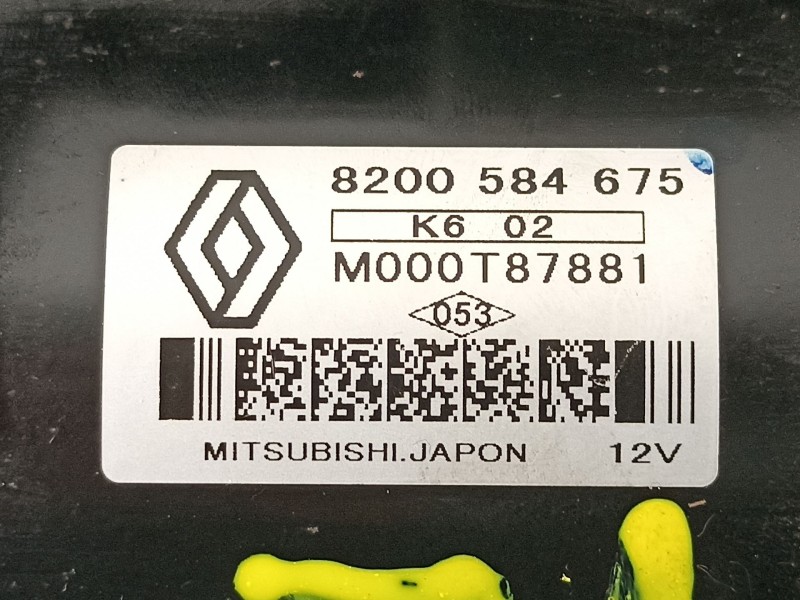 8200 584 675
K6 02
M000T87881
053
MITSUBISHI.JAPON 12V